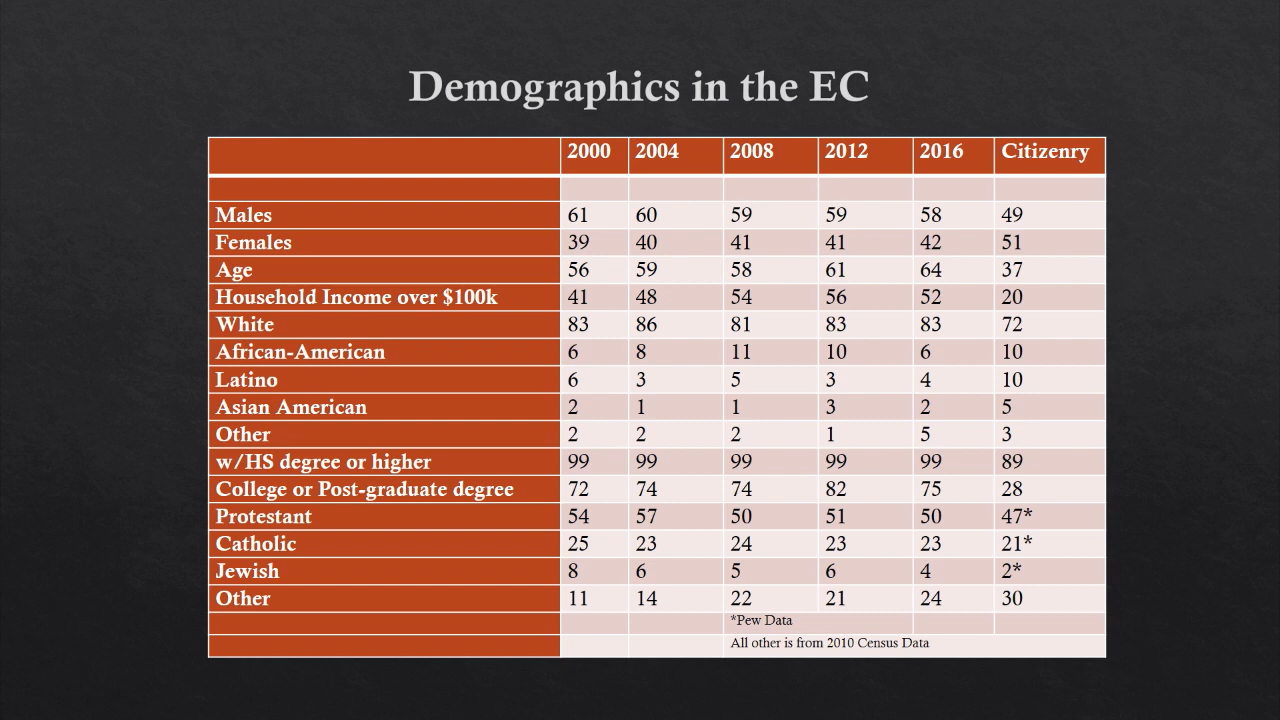 Demographics in the EC
2000 2004 2008 2012 2016 Citizenry
Males 61 60 59 59 58 49
Females 39 40 41 41 42 51
Age 56 59 58 61 64 37
Household Income over $100k 41 48 54 56 52 20
White 83 86 81 83 83 72
African-American 6 8 11 10 6 10
Latino 6 3 5 3 4 10
Asian American 2 1 1 3 2 5
Other 2 2 2 1 5 3
w/HS degree or higher 99 99 99 99 99 89
College or Post-graduate degree 72 74 74 82 75 28
Protestant 54 57 50 51 50 47*
Catholic 25 23 24 23 23 21*
Jewish 8 6 5 6 4 2*
Other 11 14 22 21 24 30
*Pew Data
All other is from 2010 Census Data